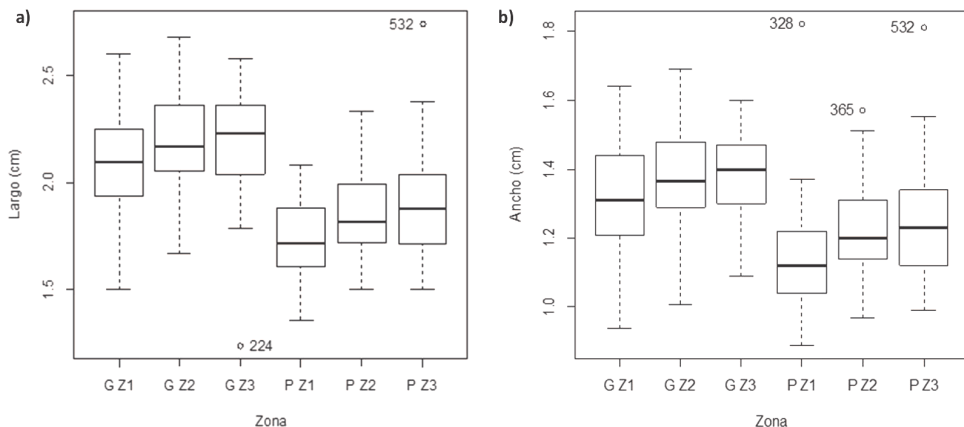 a)
532
2.5
2.0
1.5
Largo (cm)
224
G Z1 G Z2 G Z3 P Z1 P Z2 P Z3
Zona
b)
328
532
365
1.8
1.6
1.4
1.2
1.0
Ancho (cm)
G Z1 G Z2 G Z3 P Z1 P Z2 P Z3
Zona